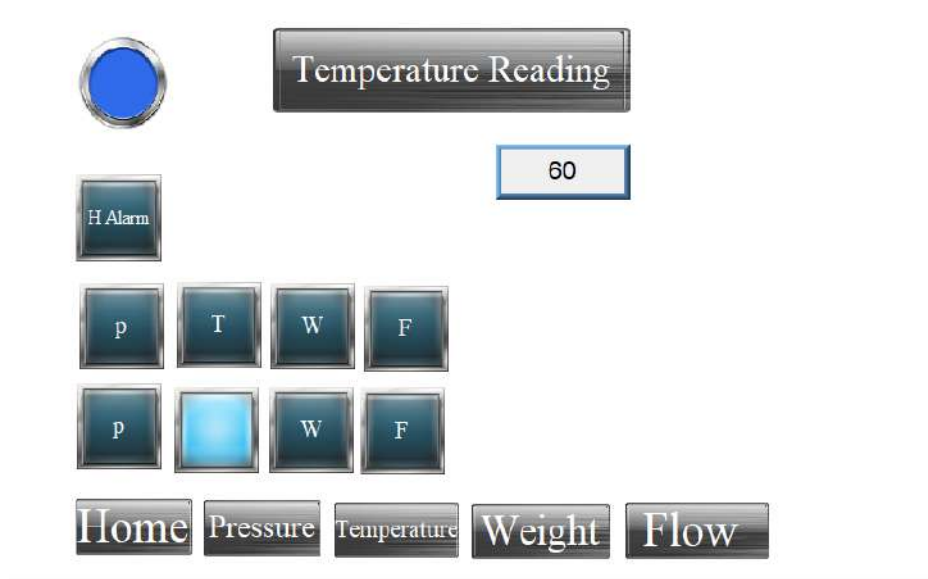 Temperature Reading
60
H Alarm
p T W F
p W F
Home Pressure Temperature Weight Flow